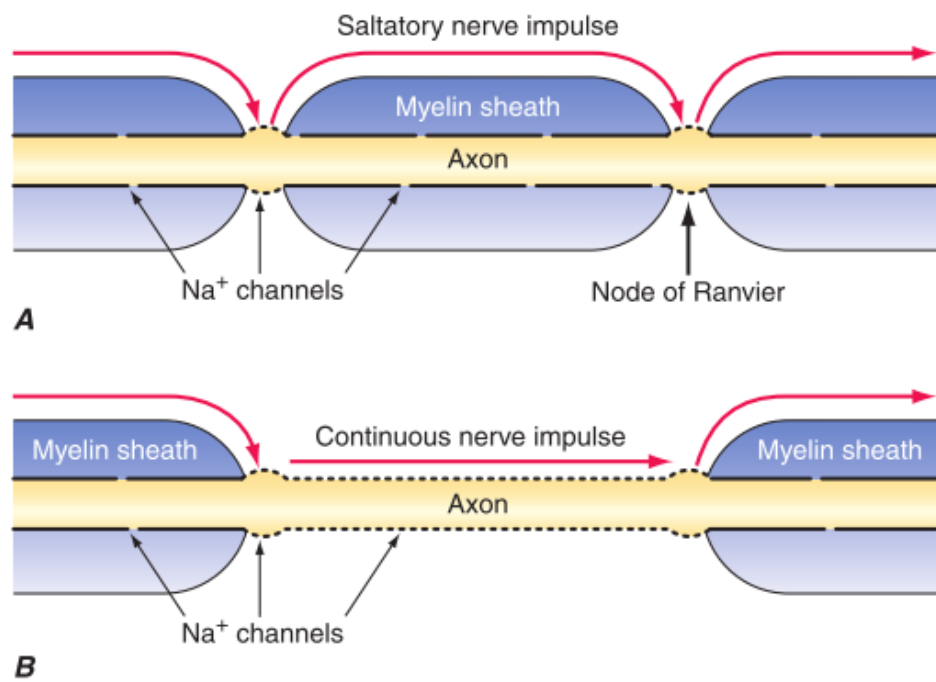 Saltatory nerve impulse
Myelin sheath
Axon
Na⁺ channels
Node of Ranvier
A
Myelin sheath
Continuous nerve impulse
Myelin sheath
Axon
Na⁺ channels
B